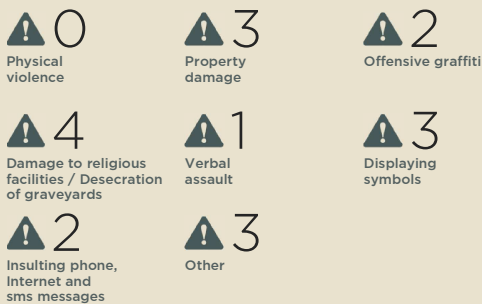 0
Physical
violence
3
Property
damage
2
Offensive graffiti
4
Damage to religious
facilities / Desecration
of graveyards
1
Verbal
assault
3
Displaying
symbols
2
Insulting phone,
Internet and
sms messages
3
Other